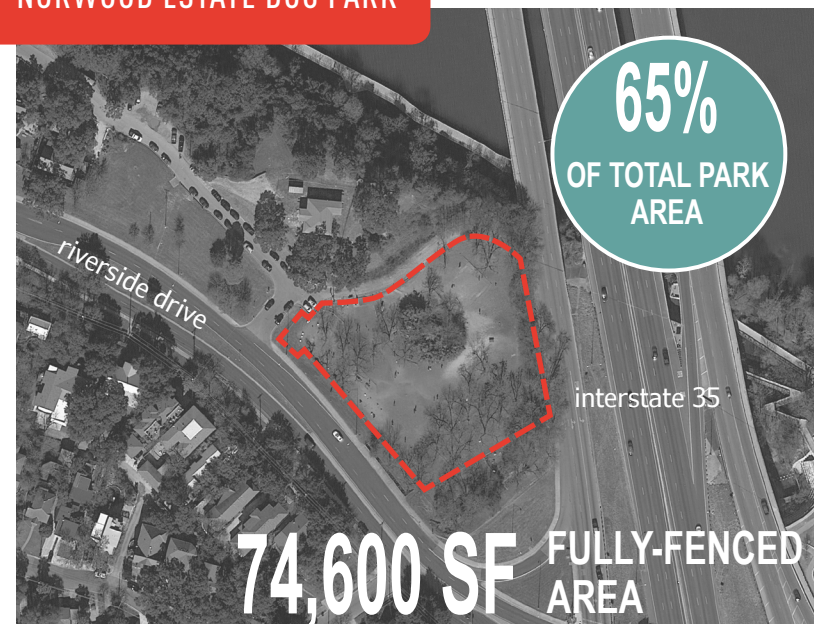 NORWOOD ESTATE DOG PARK
65%
OF TOTAL PARK
AREA
riverside drive
interstate 35
74,600 SF
FULLY-FENCED
AREA